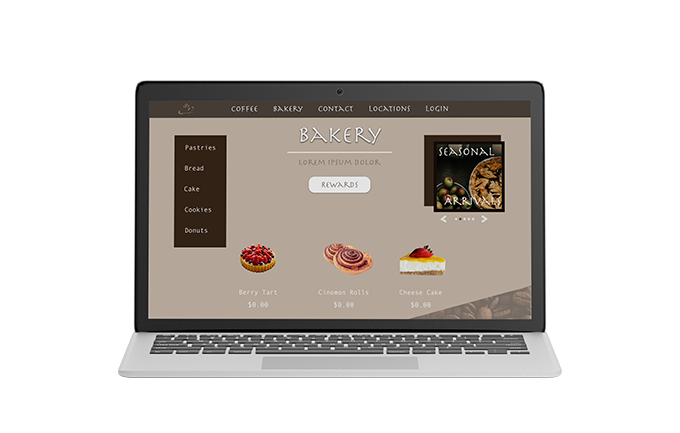 COFFEE BAKERY CONTACT LOCATIONS LOGIN
BAKERY
LOREM IPSUM DOLOR
REWARDS
Pastries
Bread
Cake
Cookies
Donuts
SEASONAL
ARRIVALS
Berry Tart
$0.00
Cinomon Rolls
$0.00
Cheese Cake
$0.00